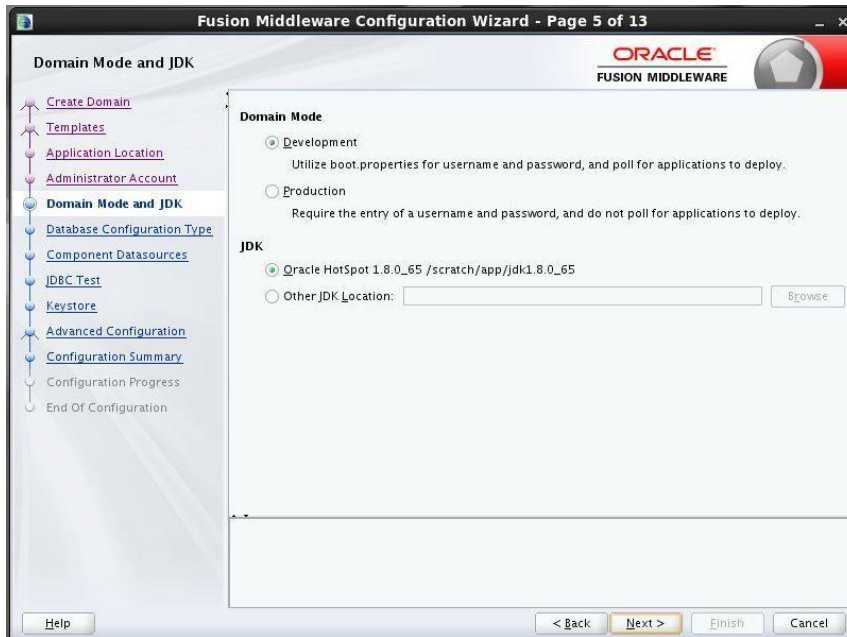 Fusion Middleware Configuration Wizard - Page 5 of 13
Domain Mode and JDK
ORACLE
FUSION MIDDLEWARE
Create Domain
Templates
Application Location
Administrator Account
Domain Mode and JDK
Database Configuration Type
Component Datasources
JDBC Test
Keystore
Advanced Configuration
Configuration Summary
Configuration Progress
End Of Configuration
Domain Mode
Development
Utilize boot.properties for username and password, and poll for applications to deploy.
Production
Require the entry of a username and password, and do not poll for applications to deploy.
JDK
Oracle HotSpot 1.8.0_65 /scratch/app/jdk1.8.0_65
Other JDK Location:
Browse
Help
< Back
Next >
Finish
Cancel